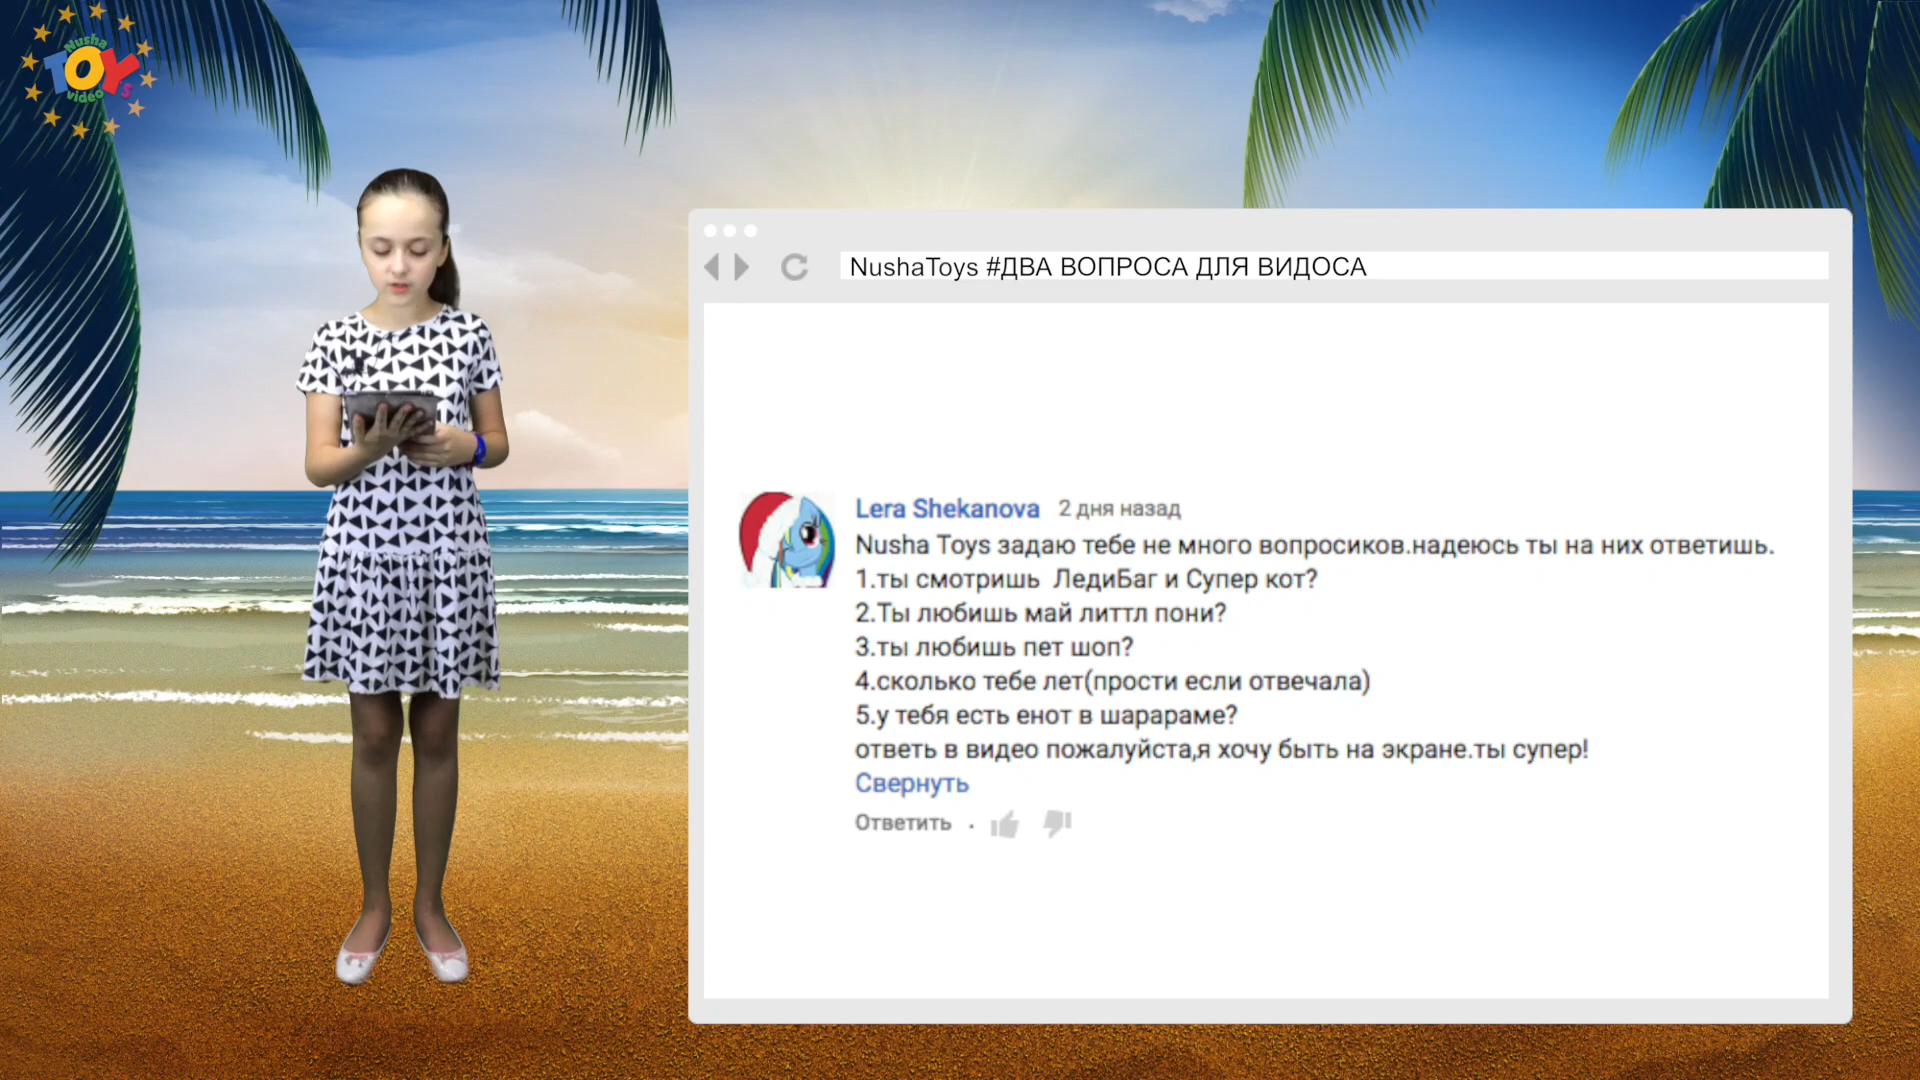 Nusha
TOYs
video
NushaToys #ДВА ВОПРОСА ДЛЯ ВИДОСА
Lera Shekanova 2 дня назад
Nusha Toys задаю тебе не много вопросиков.надеюсь ты на них ответишь.
1.ты смотришь ЛедиБаг и Супер кот?
2.Ты любишь май литтл пони?
3.ты любишь пет шоп?
4.сколько тебе лет(прости если отвечала)
5.у тебя есть енот в шарараме?
ответь в видео пожалуйста,я хочу быть на экране.ты супер!
Свернуть
Ответить